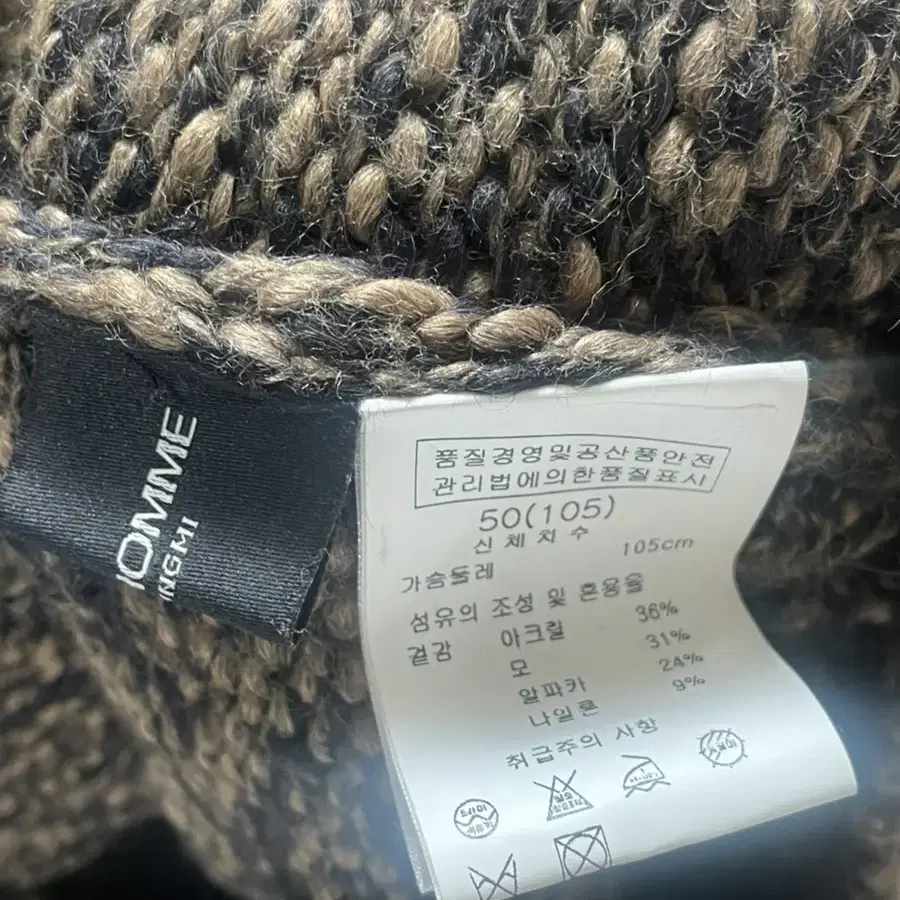 HOMME
INGMI
품질경영및공산품안전
관리법에의한품질표시
50(105)
신체치수
가슴둘레 105cm
섬유의 조성 및 혼용율
겉감 아크릴 36%
모 31%
알파카 24%
나일론 9%
취급주의 사항